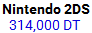 Nintendo 2DS
314,000 DT